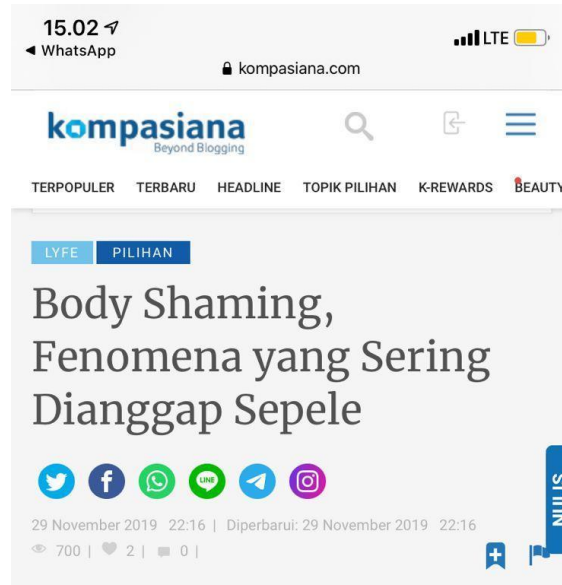 15.02
WhatsApp
LTE
kompasiana.com
kompasiana
Beyond Blogging
TERPOPULER TERBARU HEADLINE TOPIK PILIHAN K-REWARDS BEAUTY
LYFE PILIHAN
Body Shaming,
Fenomena yang Sering
Dianggap Sepele
LINE
NULIS
29 November 2019 22:16 | Diperbarui: 29 November 2019 22:16
700 | 2 | 0 |